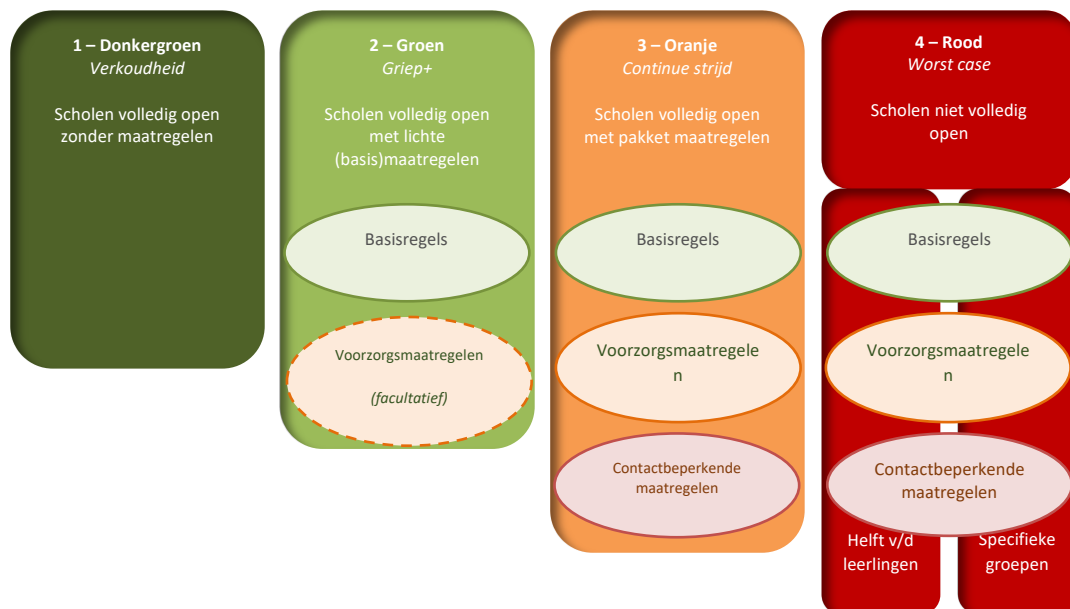 1 – Donkergroen
Verkoudheid
Scholen volledig open
zonder maatregelen
2 – Groen
Griep+
Scholen volledig open
met lichte
(basis)maatregelen
Basisregels
Voorzorgsmaatregelen
(facultatief)
3 – Oranje
Continue strijd
Scholen volledig open
met pakket maatregelen
Basisregels
Voorzorgsmaatregele
n
Contactbeperkende
maatregelen
4 – Rood
Worst case
Scholen niet volledig
open
Basisregels
Voorzorgsmaatregele
n
Contactbeperkende
maatregelen
Helft v/d
leerlingen
Specifieke
groepen